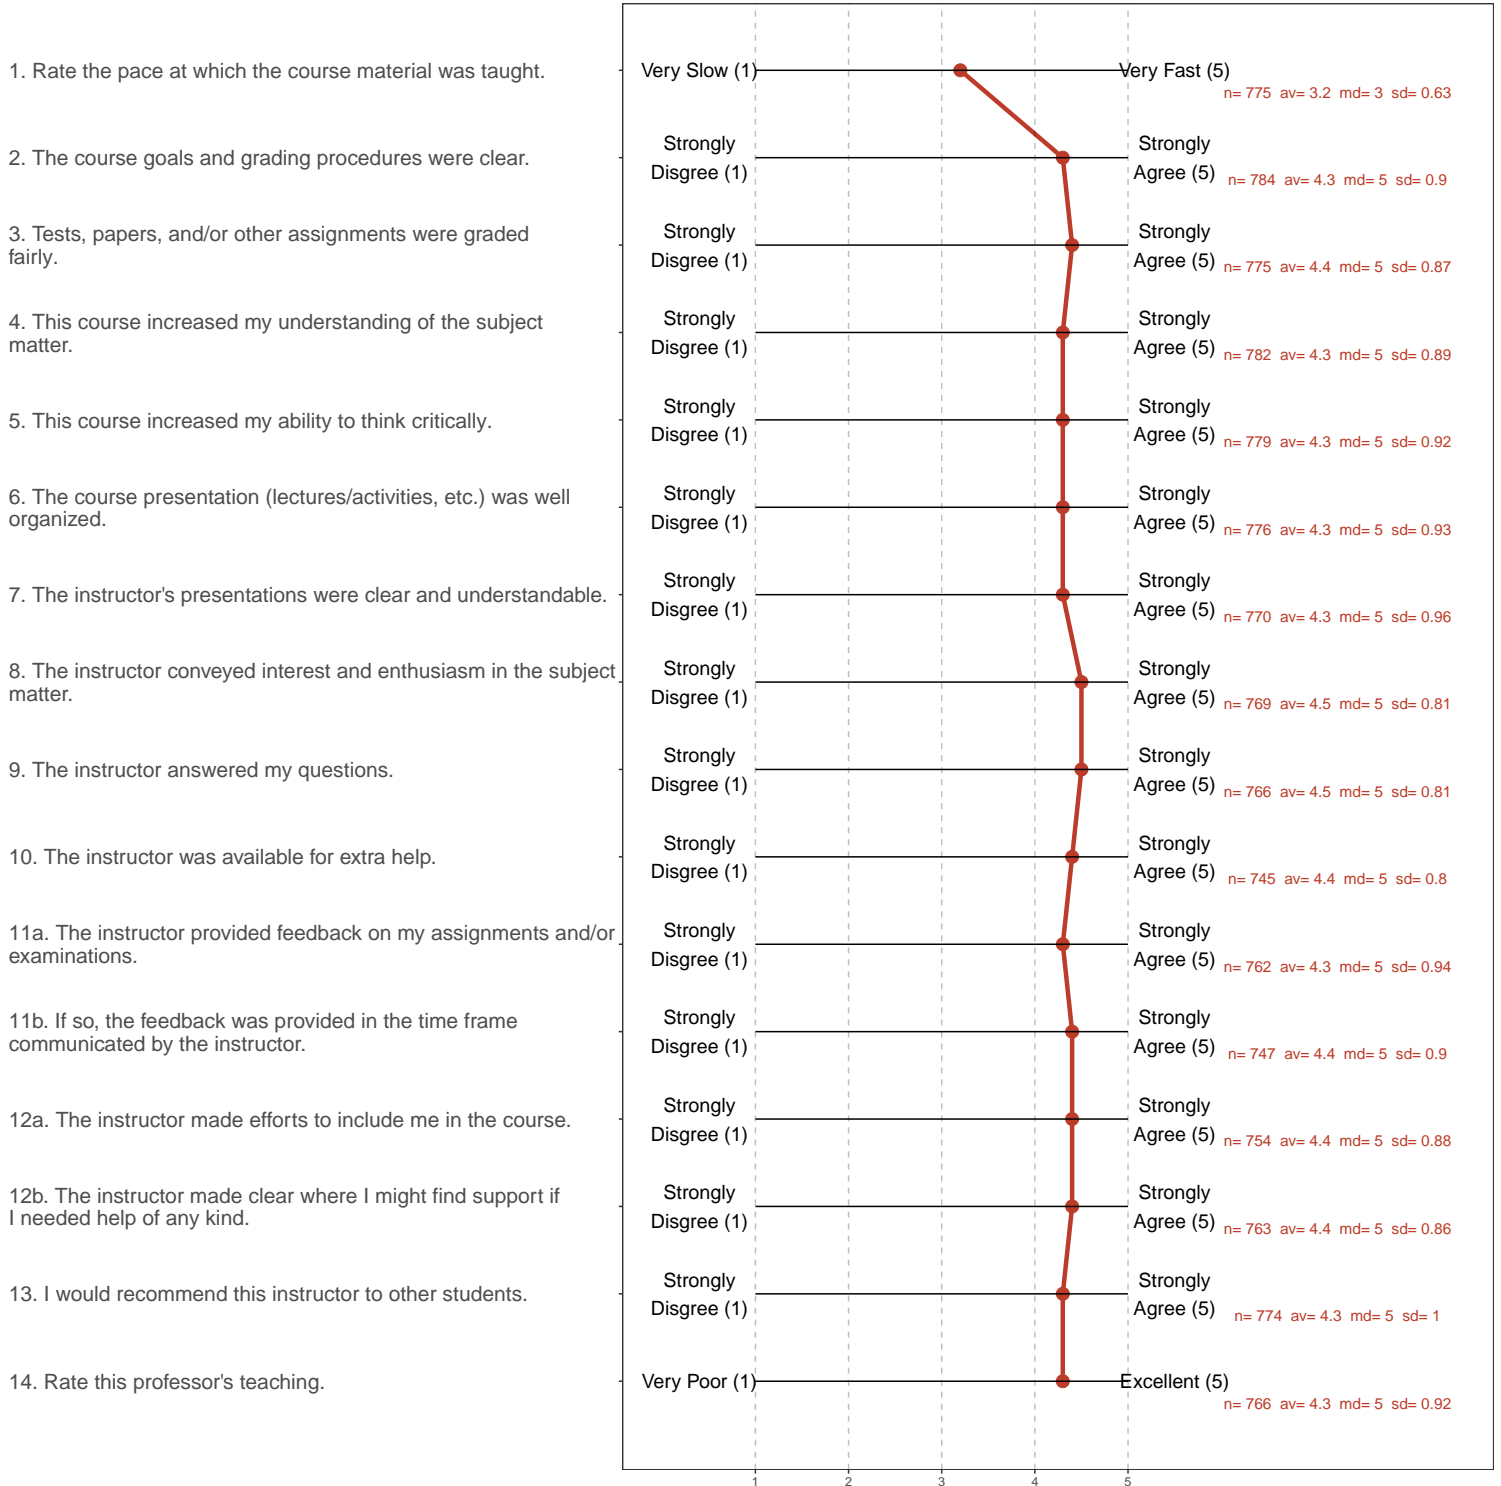 1. Rate the pace at which the course material was taught.
Very Slow (1)
Very Fast (5)
n= 775 av= 3.2 md= 3 sd= 0.63
2. The course goals and grading procedures were clear.
Strongly
Disgree (1)
Strongly
Agree (5)
n= 784 av= 4.3 md= 5 sd= 0.9
3. Tests, papers, and/or other assignments were graded
fairly.
Strongly
Disgree (1)
Strongly
Agree (5)
n= 775 av= 4.4 md= 5 sd= 0.87
4. This course increased my understanding of the subject
matter.
Strongly
Disgree (1)
Strongly
Agree (5)
n= 782 av= 4.3 md= 5 sd= 0.89
5. This course increased my ability to think critically.
Strongly
Disgree (1)
Strongly
Agree (5)
n= 779 av= 4.3 md= 5 sd= 0.92
6. The course presentation (lectures/activities, etc.) was well
organized.
Strongly
Disgree (1)
Strongly
Agree (5)
n= 776 av= 4.3 md= 5 sd= 0.93
7. The instructor's presentations were clear and understandable.
Strongly
Disgree (1)
Strongly
Agree (5)
n= 770 av= 4.3 md= 5 sd= 0.96
8. The instructor conveyed interest and enthusiasm in the subject
matter.
Strongly
Disgree (1)
Strongly
Agree (5)
n= 769 av= 4.5 md= 5 sd= 0.81
9. The instructor answered my questions.
Strongly
Disgree (1)
Strongly
Agree (5)
n= 766 av= 4.5 md= 5 sd= 0.81
10. The instructor was available for extra help.
Strongly
Disgree (1)
Strongly
Agree (5)
n= 745 av= 4.4 md= 5 sd= 0.8
11a. The instructor provided feedback on my assignments and/or
examinations.
Strongly
Disgree (1)
Strongly
Agree (5)
n= 762 av= 4.3 md= 5 sd= 0.94
11b. If so, the feedback was provided in the time frame
communicated by the instructor.
Strongly
Disgree (1)
Strongly
Agree (5)
n= 747 av= 4.4 md= 5 sd= 0.9
12a. The instructor made efforts to include me in the course.
Strongly
Disgree (1)
Strongly
Agree (5)
n= 754 av= 4.4 md= 5 sd= 0.88
12b. The instructor made clear where I might find support if
I needed help of any kind.
Strongly
Disgree (1)
Strongly
Agree (5)
n= 763 av= 4.4 md= 5 sd= 0.86
13. I would recommend this instructor to other students.
Strongly
Disgree (1)
Strongly
Agree (5)
n= 774 av= 4.3 md= 5 sd= 1
14. Rate this professor's teaching.
Very Poor (1)
Excellent (5)
n= 766 av= 4.3 md= 5 sd= 0.92
1 2 3 4 5